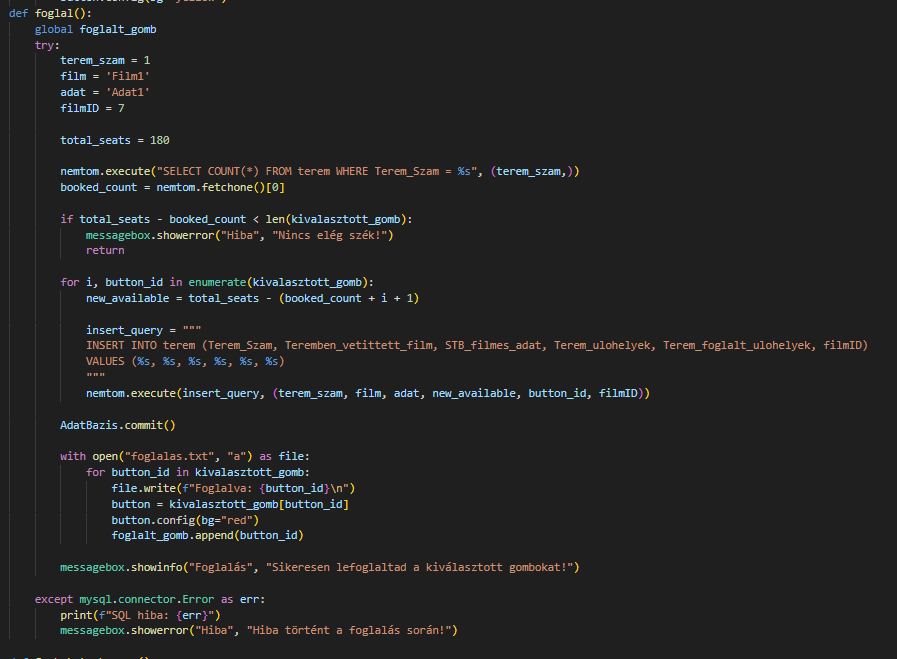 def foglal():
    global foglalt_gomb
    try:
        terem_szam = 1
        film = 'Film1'
        adat = 'Adat1'
        filmID = 7

        total_seats = 180

        nemtom.execute("SELECT COUNT(*) FROM terem WHERE Terem_Szam = %s", (terem_szam,))
        booked_count = nemtom.fetchone()[0]

        if total_seats - booked_count < len(kivalasztott_gomb):
            messagebox.showerror("Hiba", "Nincs elég szék!")
            return

        for i, button_id in enumerate(kivalasztott_gomb):
            new_available = total_seats - (booked_count + i + 1)

            insert_query = """
            INSERT INTO terem (Terem_Szam, Teremben_vetittett_film, STB_filmes_adat, Terem_ulohelyek, Terem_foglalt_ulohelyek, filmID)
            VALUES (%s, %s, %s, %s, %s, %s)
            """
            nemtom.execute(insert_query, (terem_szam, film, adat, new_available, button_id, filmID))

        AdatBazis.commit()

        with open("foglalas.txt", "a") as file:
            for button_id in kivalasztott_gomb:
                file.write(f"Foglalva: {button_id}\n")
                button = kivalasztott_gomb[button_id]
                button.config(bg="red")
                foglalt_gomb.append(button_id)

        messagebox.showinfo("Foglalás", "Sikeresen lefoglaltad a kiválasztott gombokat!")

    except mysql.connector.Error as err:
        print(f"SQL hiba: {err}")
        messagebox.showerror("Hiba", "Hiba történt a foglalás során!")